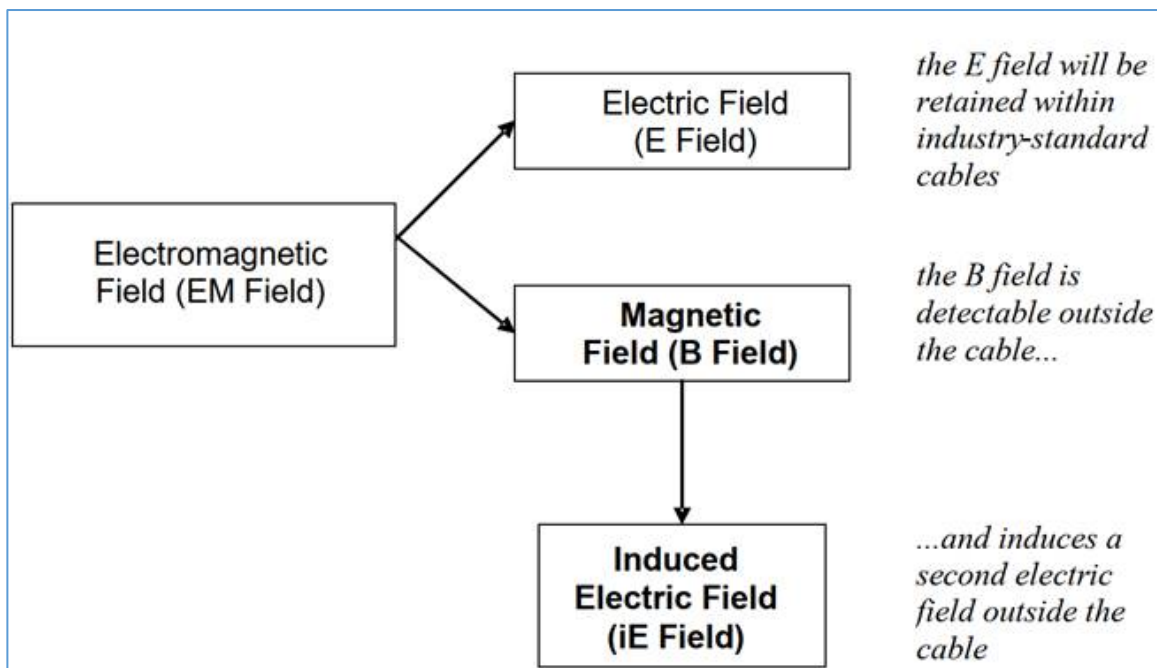 Electric Field
(E Field)
the E field will be
retained within
industry-standard
cables
Electromagnetic
Field (EM Field)
Magnetic
Field (B Field)
the B field is
detectable outside
the cable...
Induced
Electric Field
(iE Field)
...and induces a
second electric
field outside the
cable